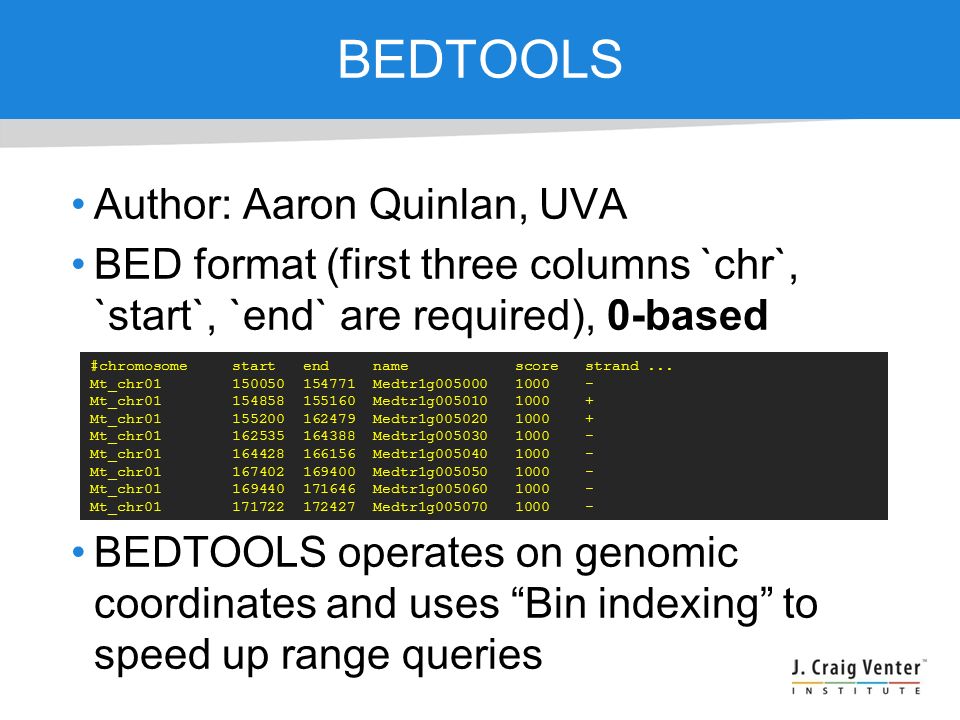 BEDTOOLS
• Author: Aaron Quinlan, UVA
• BED format (first three columns `chr`,
`start`, `end` are required), 0-based
#chromosome start end name score strand ...
Mt_chr01 150050 154771 Medtr1g005000 1000 -
Mt_chr01 154858 155160 Medtr1g005010 1000 +
Mt_chr01 155200 162479 Medtr1g005020 1000 +
Mt_chr01 162535 164388 Medtr1g005030 1000 -
Mt_chr01 164428 166156 Medtr1g005040 1000 -
Mt_chr01 167402 169400 Medtr1g005050 1000 -
Mt_chr01 169440 171646 Medtr1g005060 1000 -
Mt_chr01 171722 172427 Medtr1g005070 1000 -
• BEDTOOLS operates on genomic
coordinates and uses “Bin indexing” to
speed up range queries
J. Craig Venter™
INSTITUTE